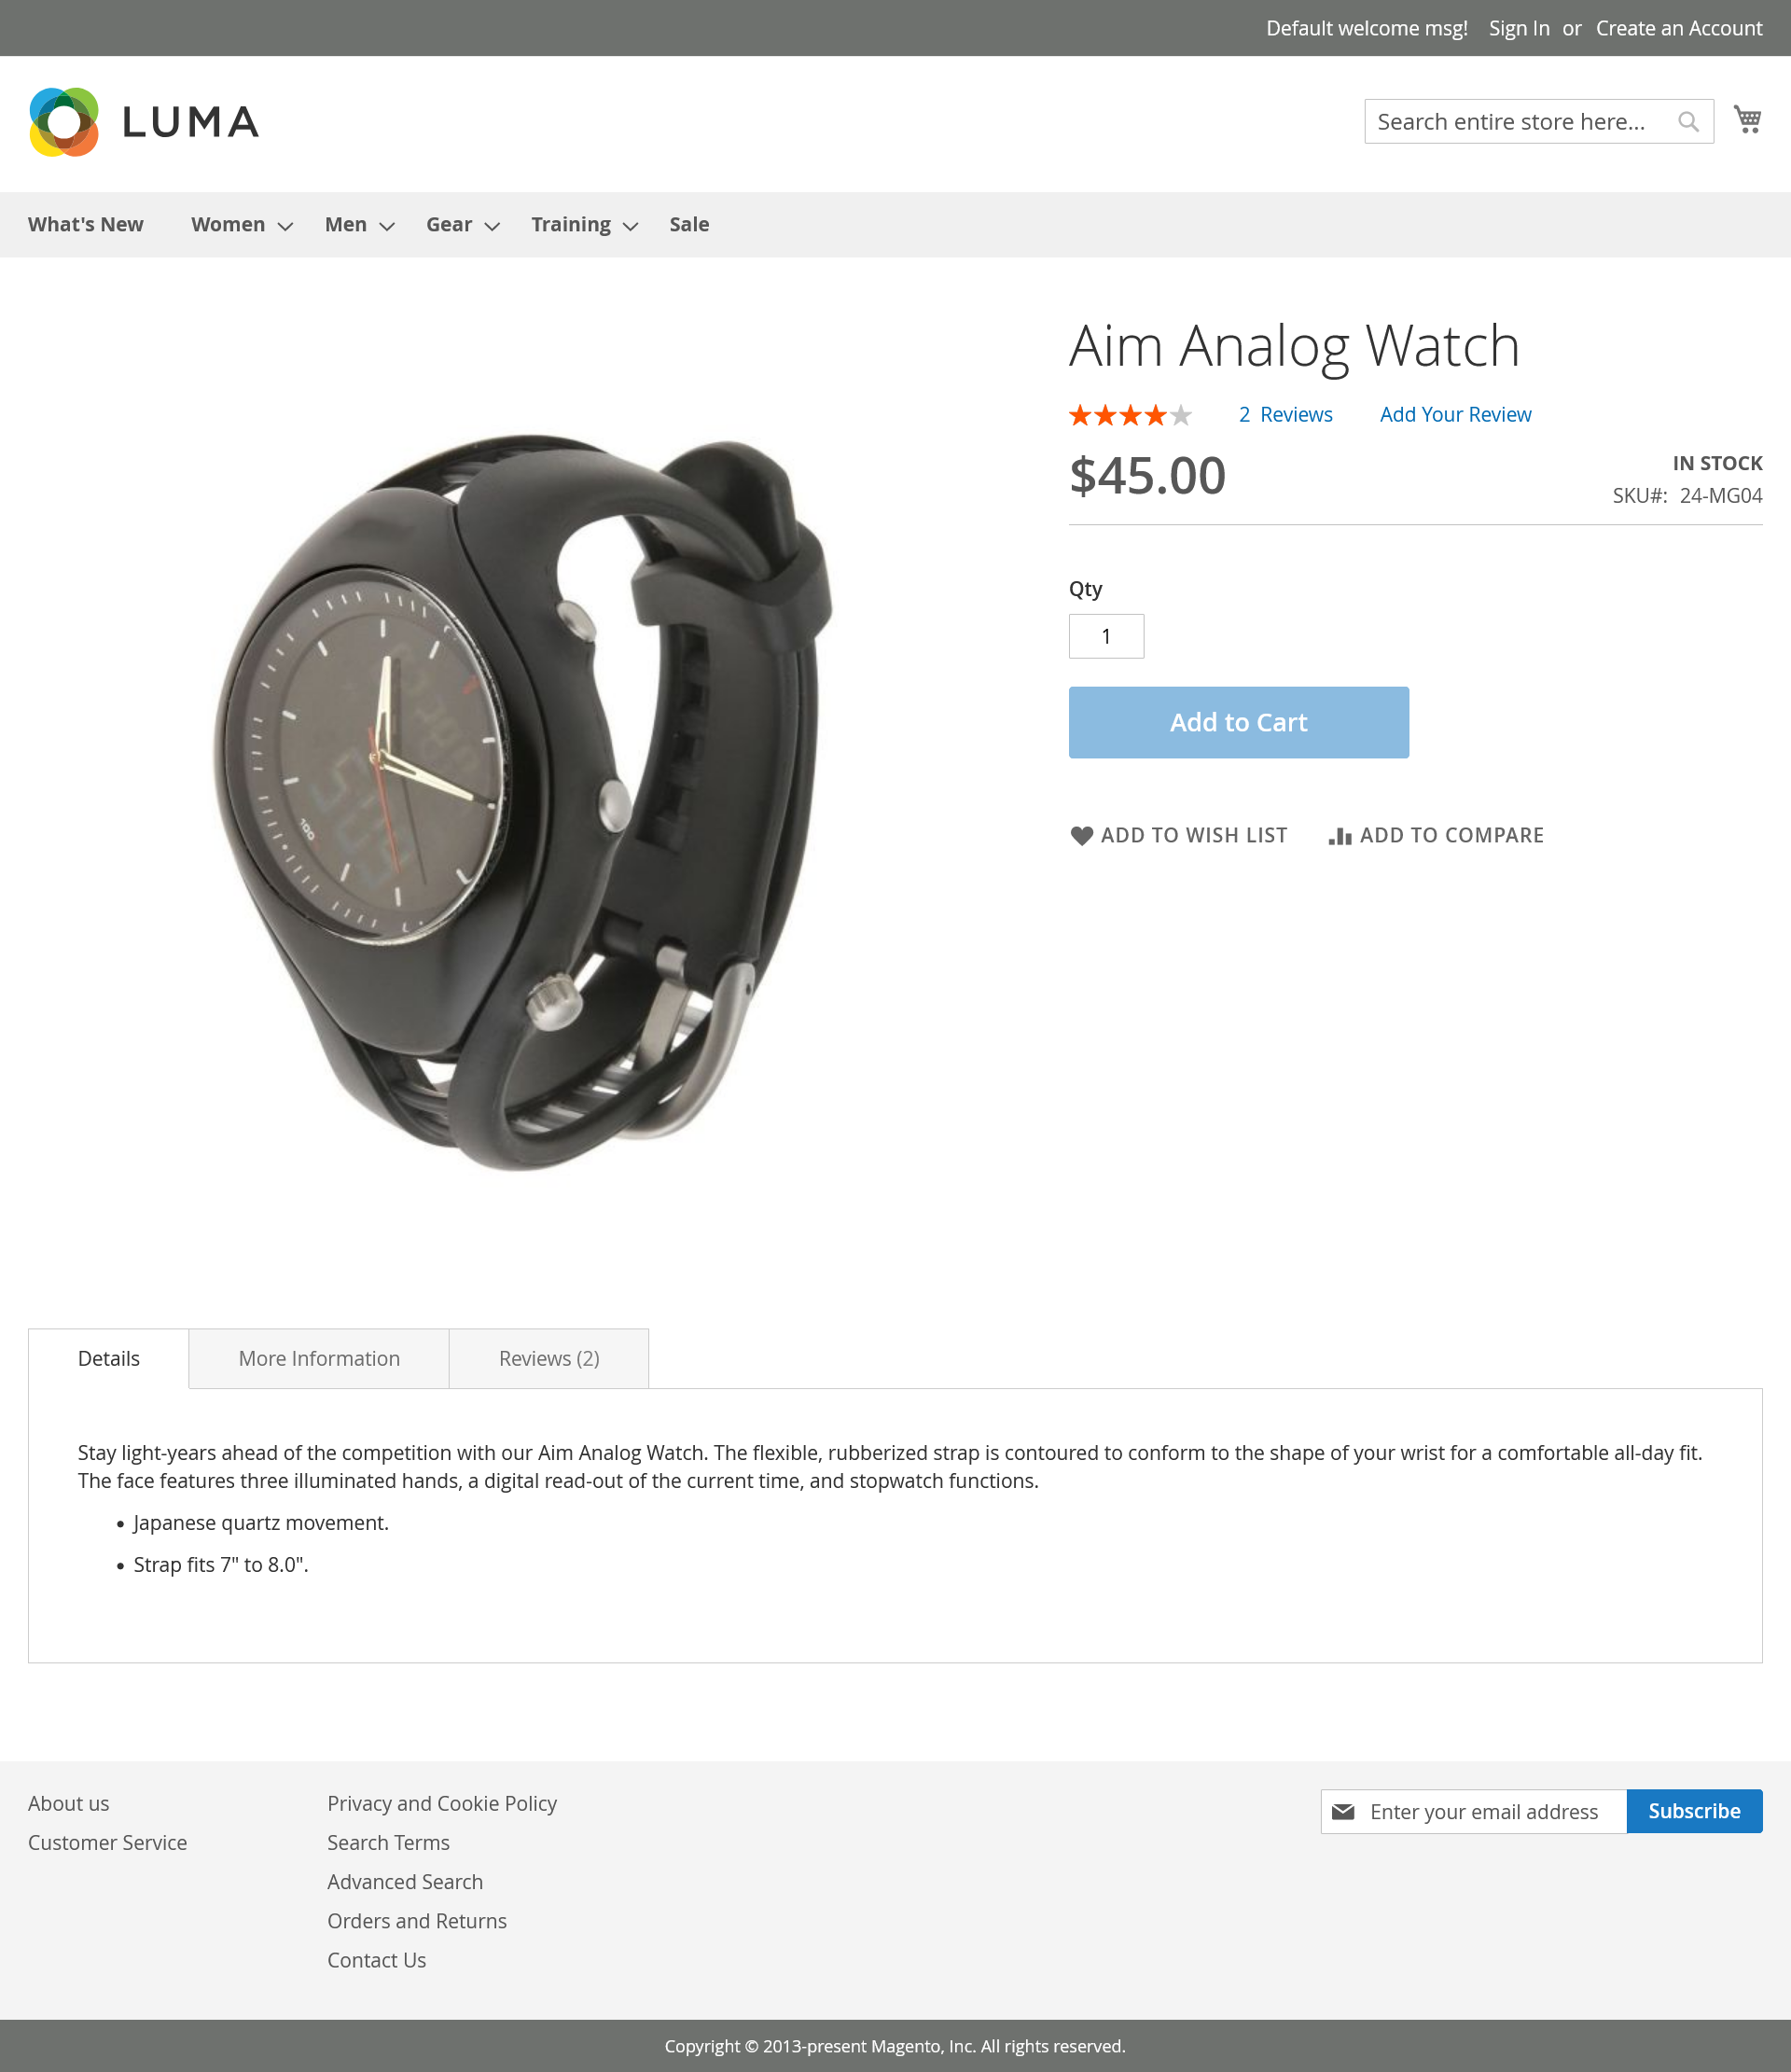 Default welcome msg! Sign In or Create an Account
LUMA
Search entire store here...
What's New Women Men Gear Training Sale
Aim Analog Watch
2 Reviews Add Your Review
$45.00
IN STOCK
SKU#: 24-MG04
Qty
1
Add to Cart
ADD TO WISH LIST ADD TO COMPARE
100
Details More Information Reviews (2)
Stay light-years ahead of the competition with our Aim Analog Watch. The flexible, rubberized strap is contoured to conform to the shape of your wrist for a comfortable all-day fit.
The face features three illuminated hands, a digital read-out of the current time, and stopwatch functions.
• Japanese quartz movement.
• Strap fits 7" to 8.0".
About us
Customer Service
Privacy and Cookie Policy
Search Terms
Advanced Search
Orders and Returns
Contact Us
Enter your email address Subscribe
Copyright © 2013-present Magento, Inc. All rights reserved.